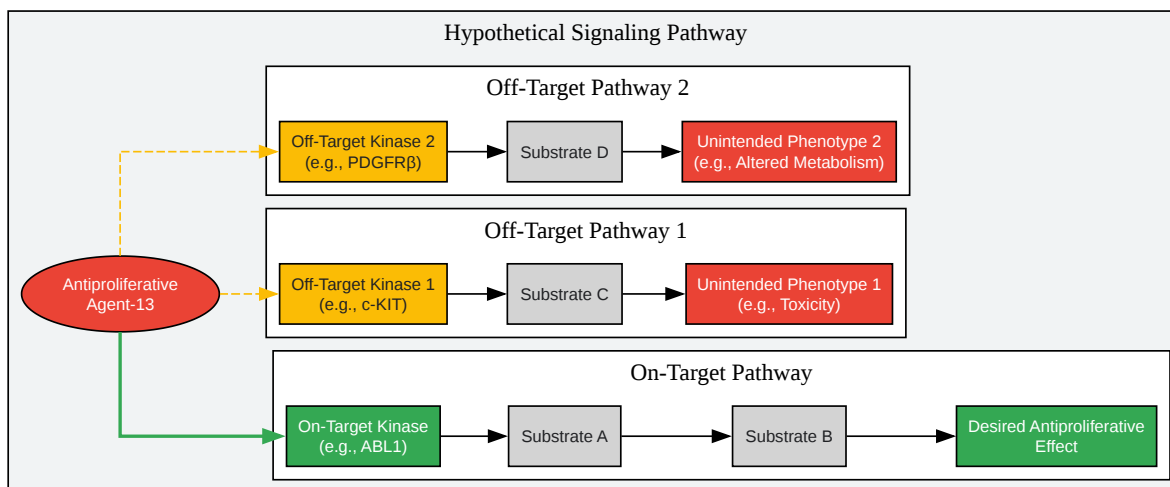 Hypothetical Signaling Pathway
Off-Target Pathway 2
Off-Target Kinase 2
(e.g., PDGFRβ)
Substrate D
Unintended Phenotype 2
(e.g., Altered Metabolism)
Off-Target Pathway 1
Antiproliferative
Agent-13
Off-Target Kinase 1
(e.g., c-KIT)
Substrate C
Unintended Phenotype 1
(e.g., Toxicity)
On-Target Pathway
On-Target Kinase
(e.g., ABL1)
Substrate A
Substrate B
Desired Antiproliferative
Effect